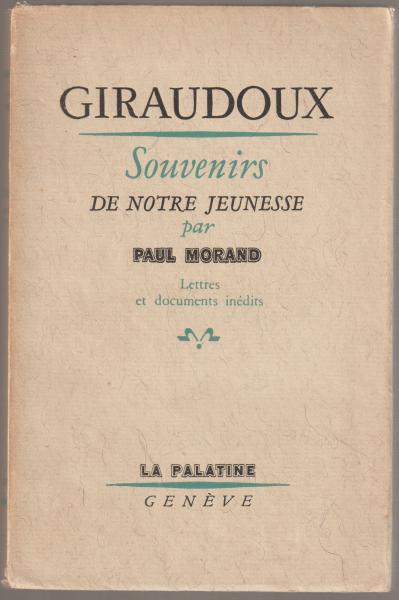 GIRAUDOUX
Souvenirs
DE NOTRE JEUNESSE
par
PAUL MORAND
Lettres
et documents inédits
LA PALATINE
GENÈVE